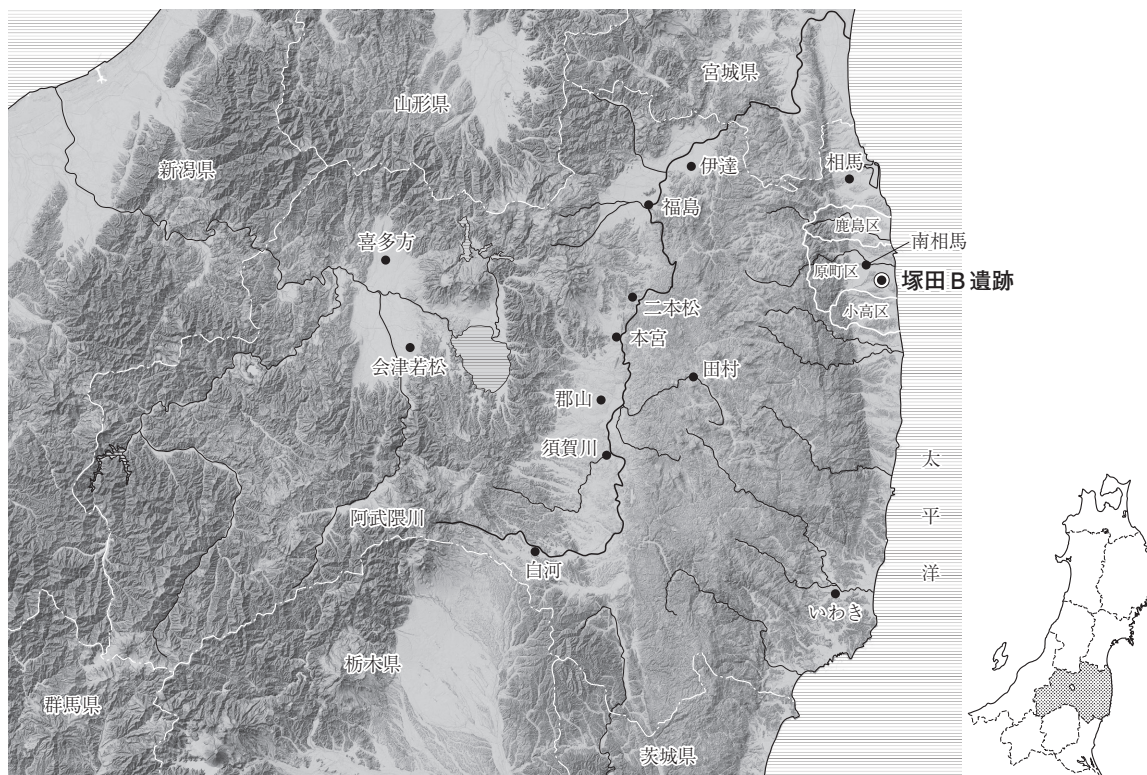 宮城県
山形県
新潟県
伊達
相馬
福島
鹿島区
南相馬
喜多方
原町区
塚田B遺跡
二本松
小高区
本宮
会津若松
田村
郡山
須賀川
太平洋
阿武隈川
白河
いわき
栃木県
群馬県
茨城県